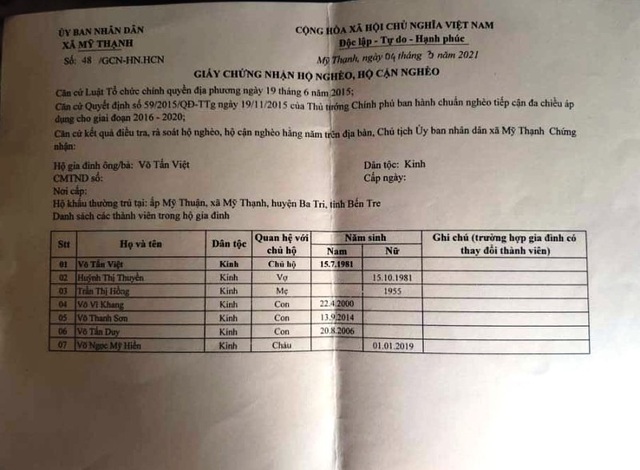 ỦY BAN NHÂN DÂN
XÃ MỸ THẠNH
Số: 48 /GCN-HN.HCN
CỘNG HÒA XÃ HỘI CHỦ NGHĨA VIỆT NAM
Độc lập - Tự do - Hạnh phúc
Mỹ Thạnh, ngày 04 tháng 3 năm 2021
GIẤY CHỨNG NHẬN HỘ NGHÈO, HỘ CẬN NGHÈO
Căn cứ Luật Tổ chức chính quyền địa phương ngày 19 tháng 6 năm 2015;
Căn cứ Quyết định số 59/2015/QĐ-TTg ngày 19/11/2015 của Thủ tướng Chính phủ ban hành chuẩn nghèo tiếp cận đa chiều áp
dụng cho giai đoạn 2016 - 2020;
Căn cứ kết quả điều tra, rà soát hộ nghèo, hộ cận nghèo hằng năm trên địa bàn, Chủ tịch Ủy ban nhân dân xã Mỹ Thạnh Chứng
nhận:
Hộ gia đình ông/bà: Võ Tấn Việt Dân tộc: Kinh
CMTND số: Cấp ngày:
Nơi cấp:
Hộ khẩu thường trú tại: ấp Mỹ Thuận, xã Mỹ Thạnh, huyện Ba Tri, tỉnh Bến Tre
Danh sách các thành viên trong hộ gia đình
Stt Họ và tên Dân tộc Quan hệ với chủ hộ Năm sinh Nam Nữ Ghi chú (trường hợp gia đình có thay đổi thành viên)
01 Võ Tấn Việt Kinh Chủ hộ 15.7.1981
02 Huỳnh Thị Thuyền Kinh Vợ 15.10.1981
03 Trần Thị Hồng Kinh Mẹ 1955
04 Võ Vĩ Khang Kinh Con 22.4.2000
05 Võ Thanh Sơn Kinh Con 13.9.2014
06 Võ Tấn Duy Kinh Con 20.8.2006
07 Võ Ngọc Mỹ Hiền Kinh Cháu 01.01.2019